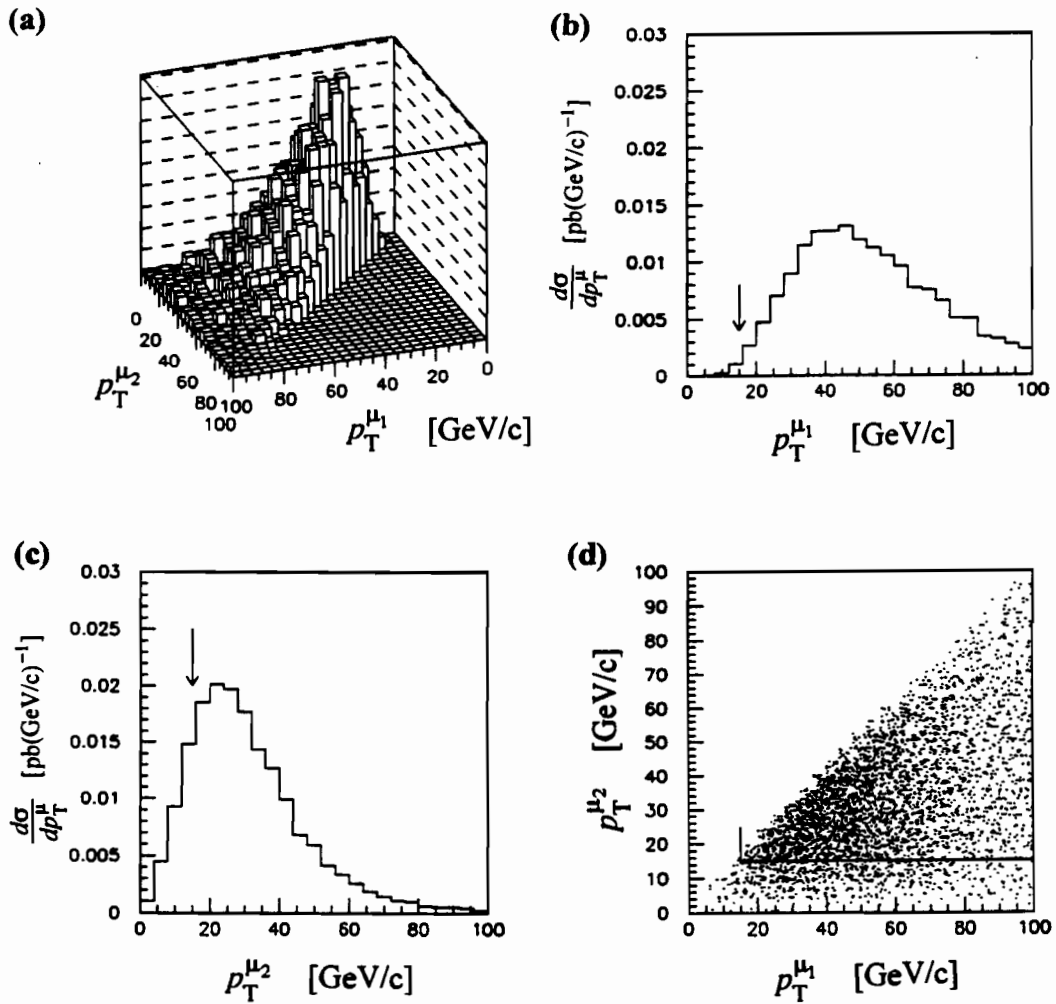 (a)
0
20
40
60
80
100
p_T^μ2
100
80
60
40
20
0
p_T^μ1 [GeV/c]
(b)
0.03
0.025
0.02
0.015
0.01
0.005
0
dσ/dp_T^μ [pb(GeV/c)⁻¹]
0 20 40 60 80 100
p_T^μ1 [GeV/c]
(c)
0.03
0.025
0.02
0.015
0.01
0.005
0
dσ/dp_T^μ [pb(GeV/c)⁻¹]
0 20 40 60 80 100
p_T^μ2 [GeV/c]
(d)
100
90
80
70
60
50
40
30
20
10
0
p_T^μ2 [GeV/c]
0 20 40 60 80 100
p_T^μ1 [GeV/c]